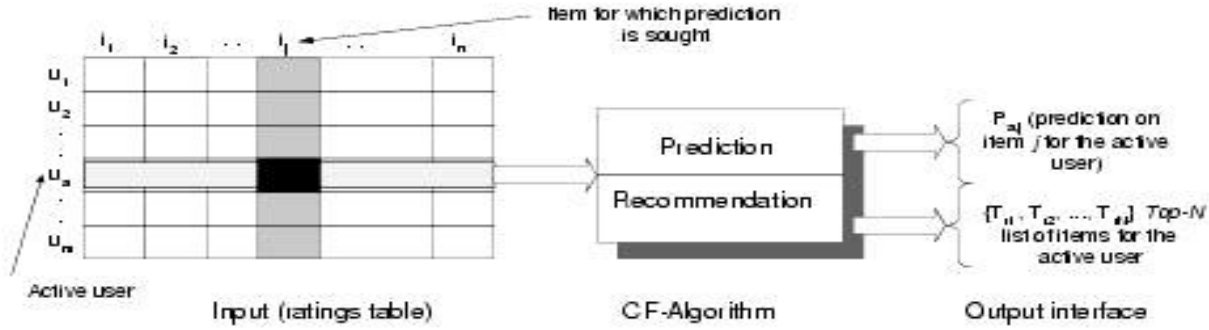 Item for which prediction
is sought
i1 i2 . . ij . . in
u1
u2
.
.
ua
.
.
um
Active user
Input (ratings table)
Prediction
Recommendation
CF-Algorithm
Pa,j (prediction on
item j for the active
user)
{Ti1, Ti2, ..., TiN} Top-N
list of items for the
active user
Output interface